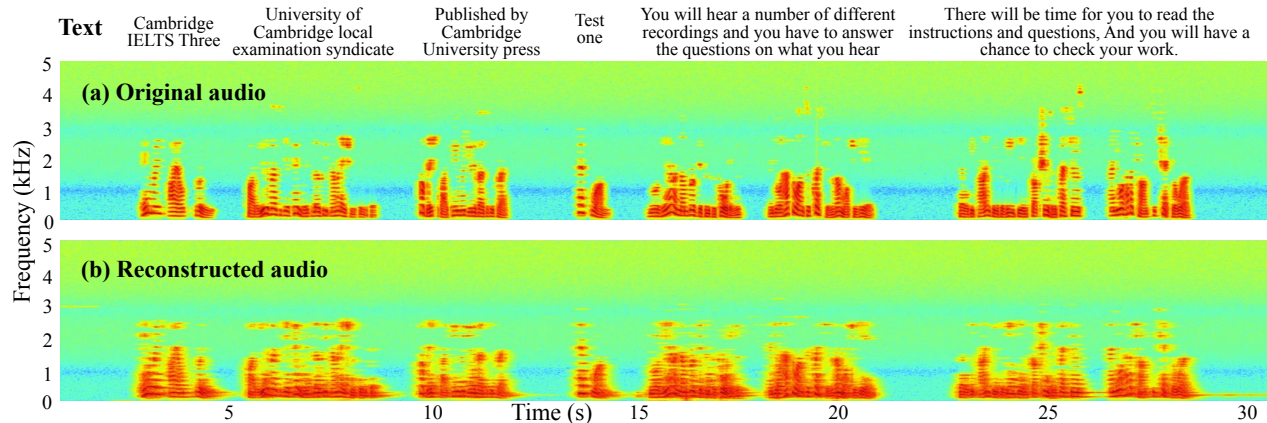 Text
Cambridge
IELTS Three
University of
Cambridge local
examination syndicate
Published by
Cambridge
University press
Test
one
You will hear a number of different
recordings and you have to answer
the questions on what you hear
There will be time for you to read the
instructions and questions, And you will have a
chance to check your work.
Frequency (kHz)
5
4
3
2
1
0
(a) Original audio
5
4
3
2
1
0
(b) Reconstructed audio
5
10
15
20
25
30
Time (s)